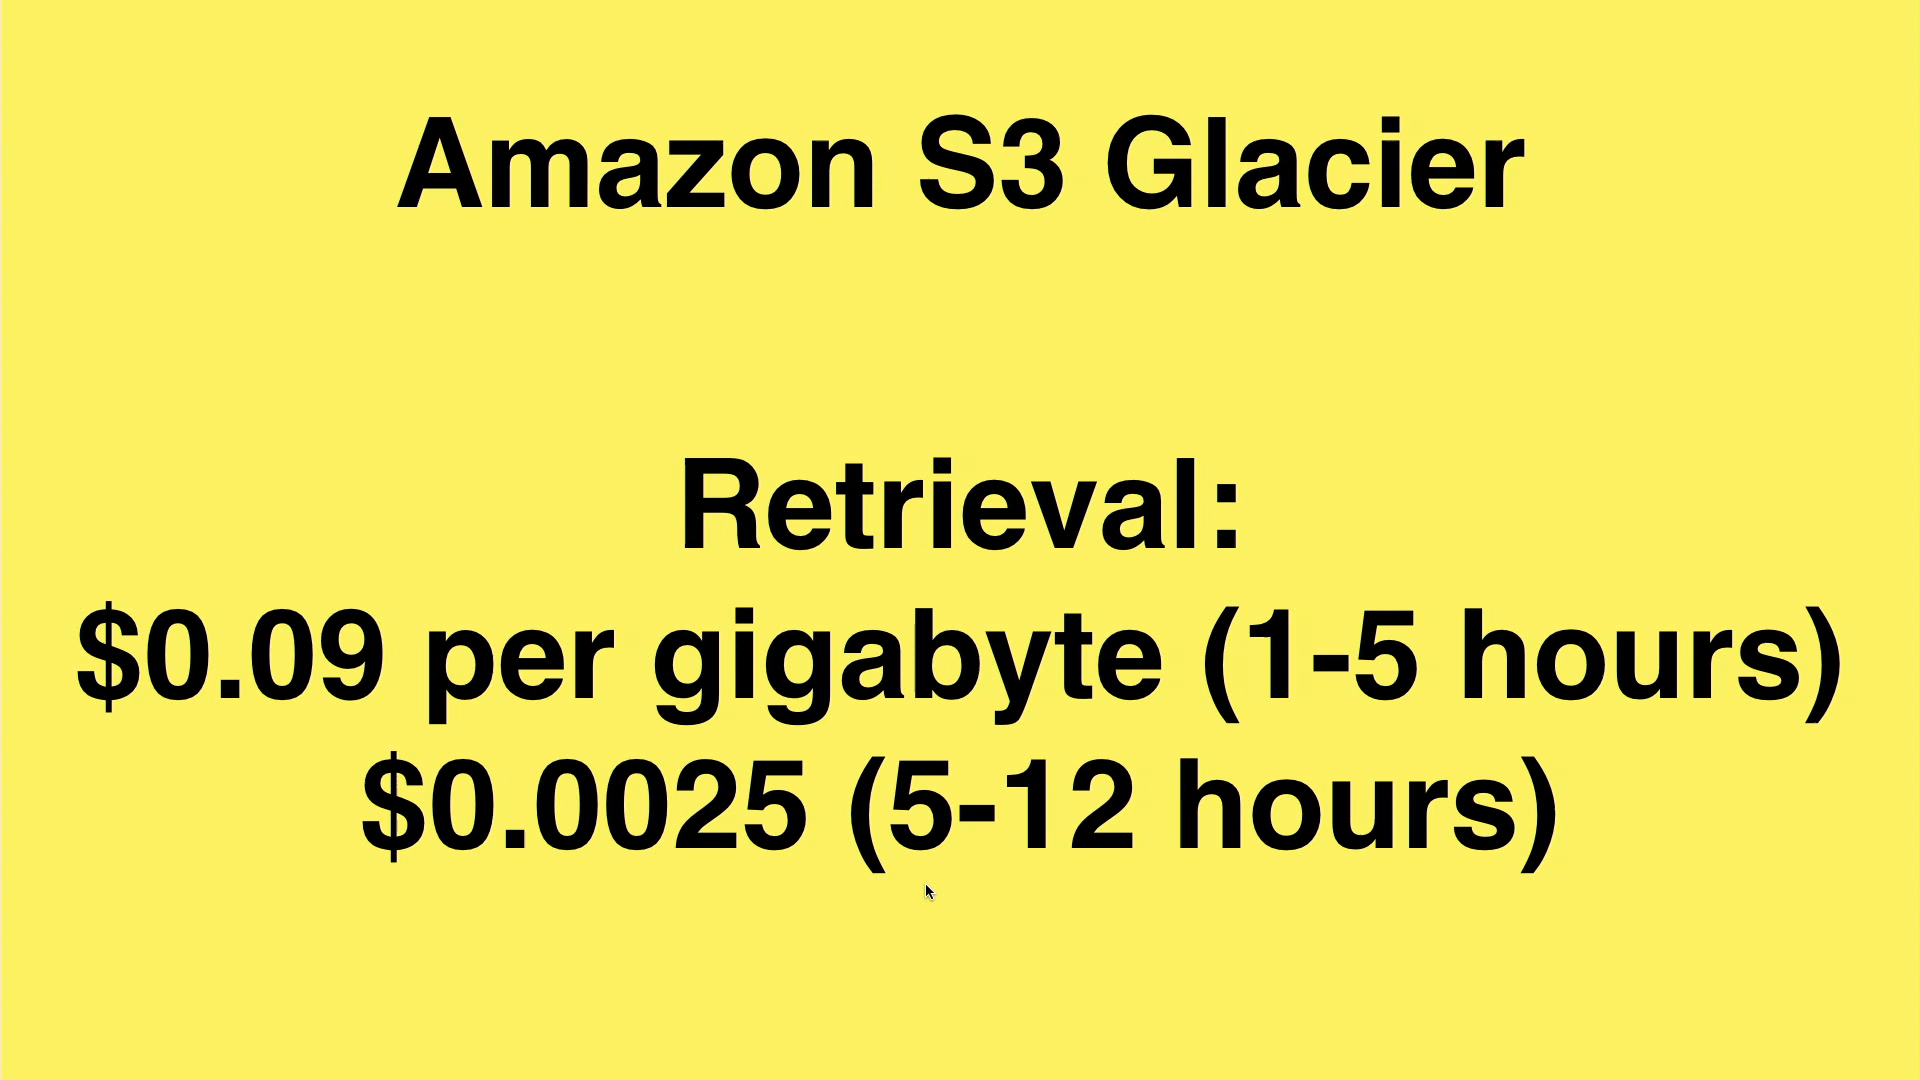 Amazon S3 Glacier
Retrieval:
$0.09 per gigabyte (1-5 hours)
$0.0025 (5-12 hours)